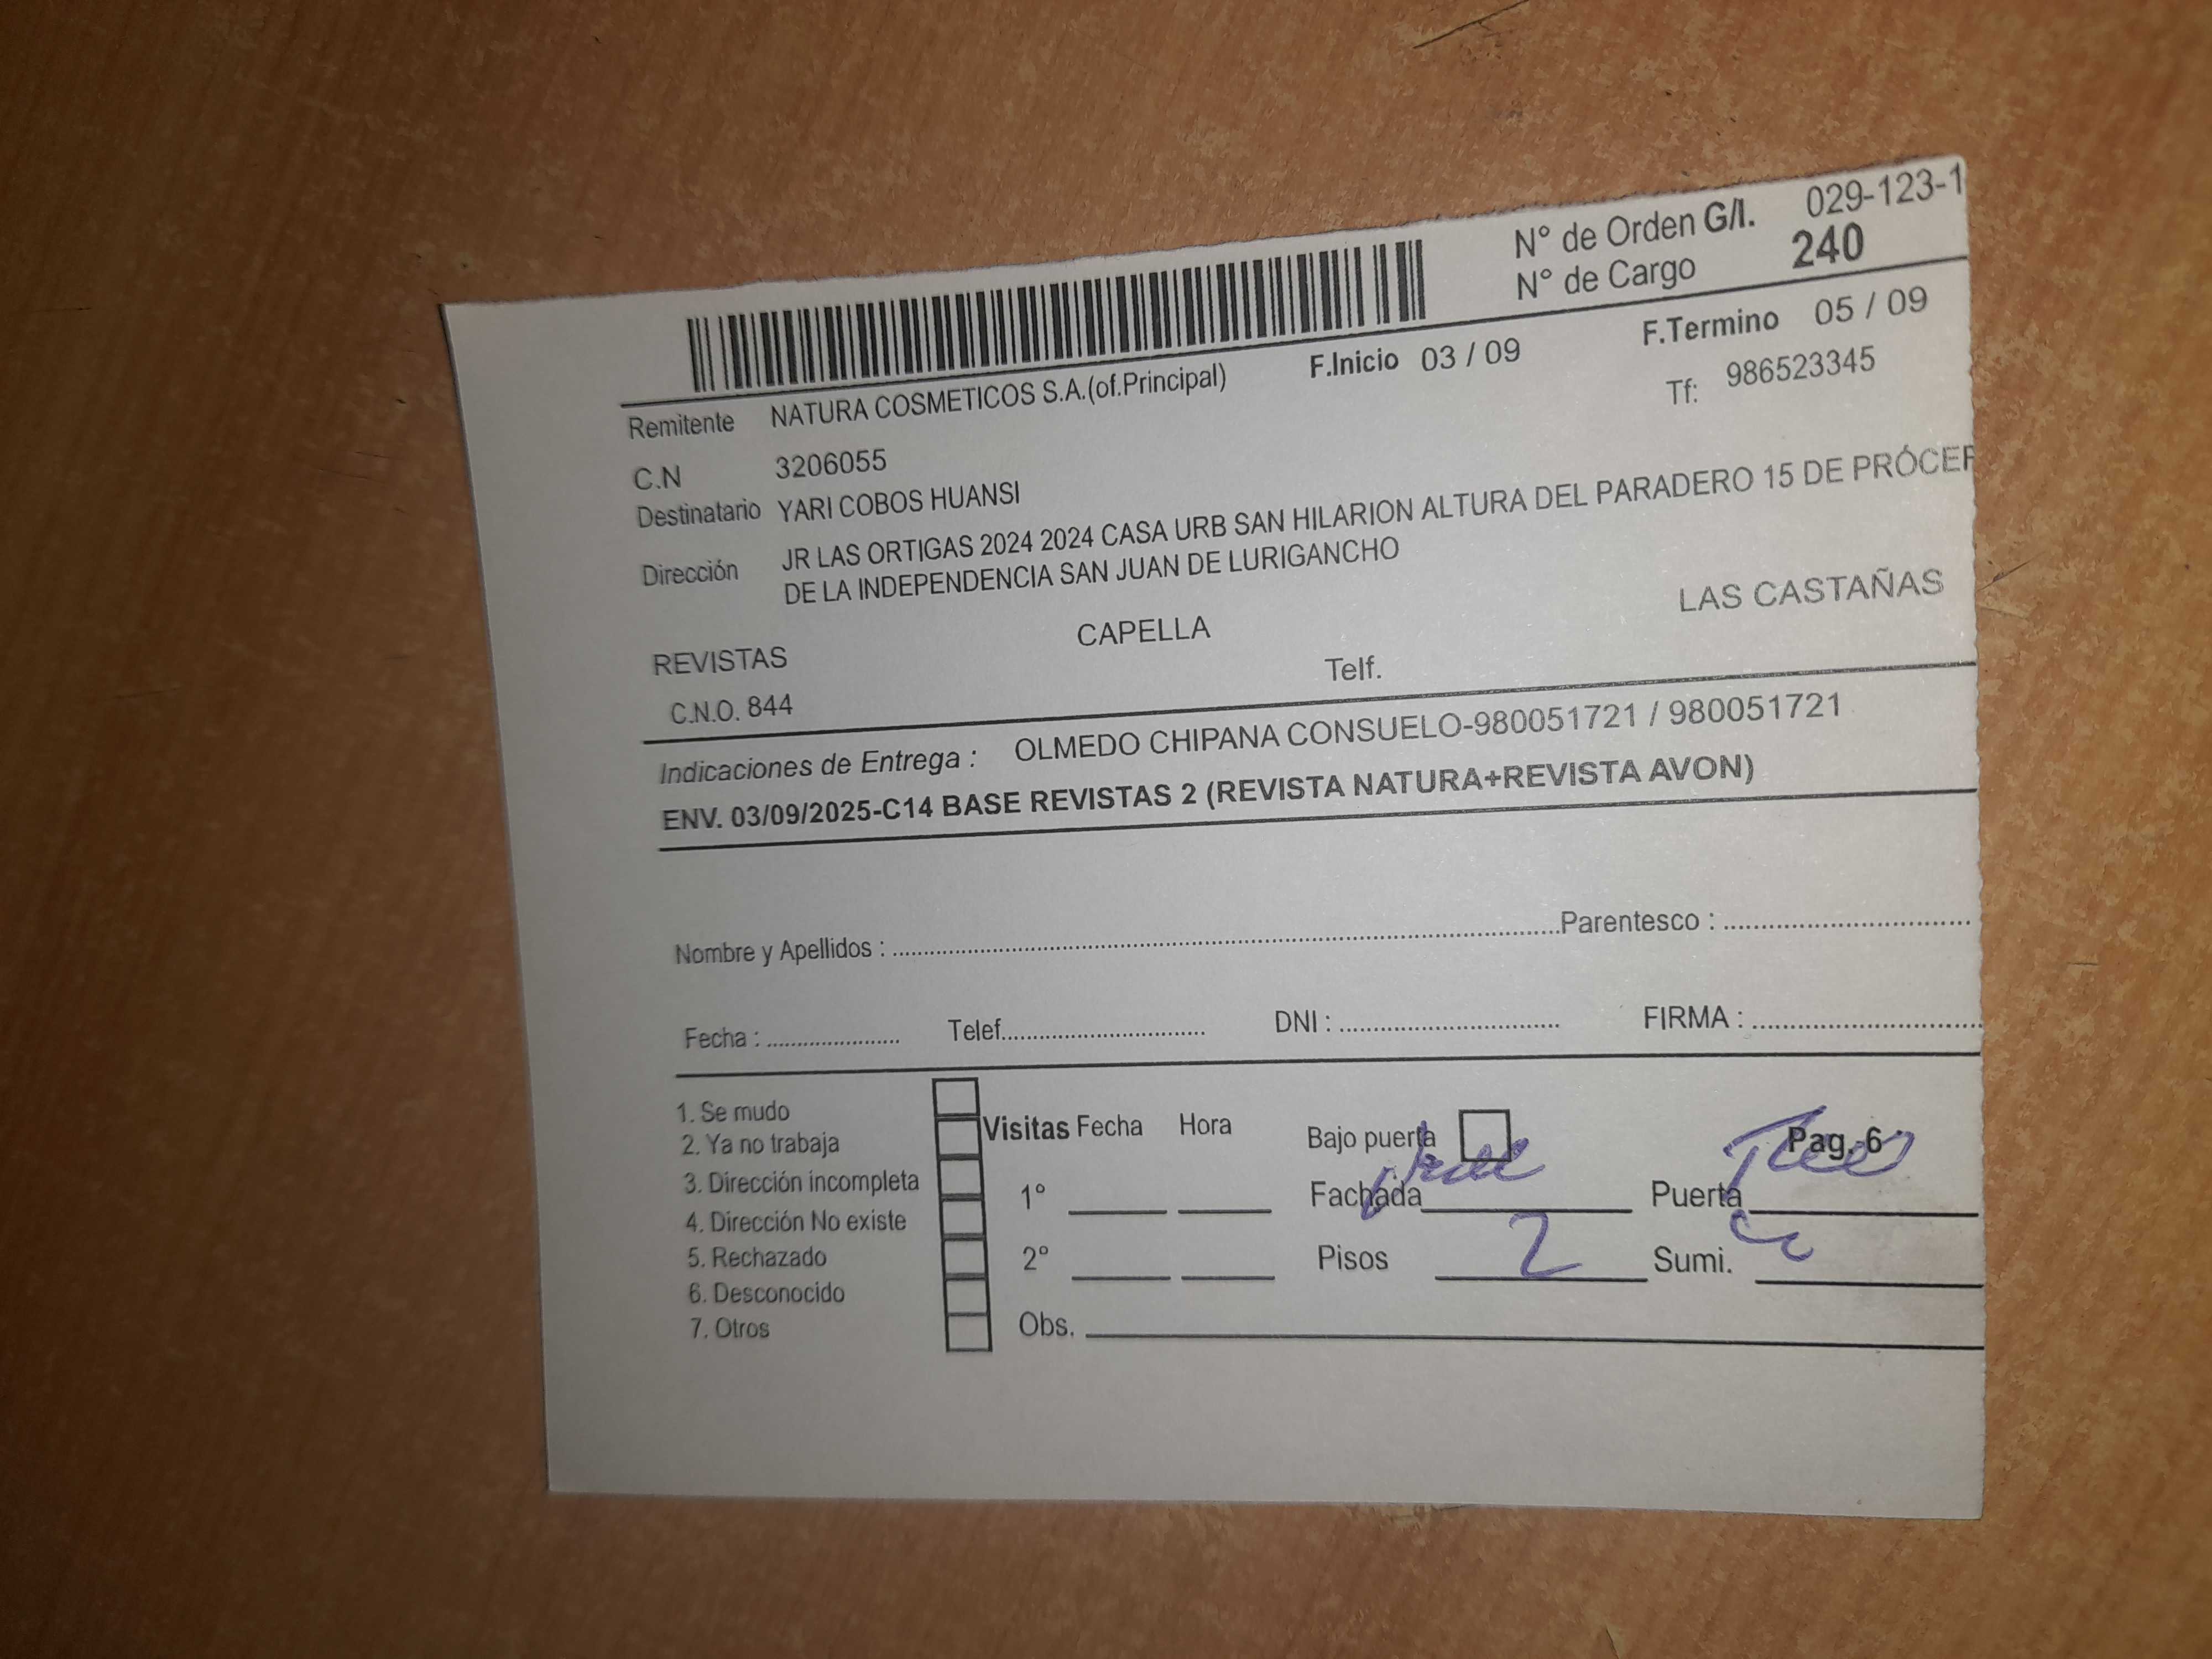 N° de Orden G/I. 029-123-1
N° de Cargo 240
F.Inicio 03 / 09 F.Termino 05 / 09
Remitente NATURA COSMETICOS S.A.(of.Principal) Tf: 986523345
C.N 3206055
Destinatario YARI COBOS HUANSI
Dirección JR LAS ORTIGAS 2024 2024 CASA URB SAN HILARION ALTURA DEL PARADERO 15 DE PRÓCER
DE LA INDEPENDENCIA SAN JUAN DE LURIGANCHO
REVISTAS CAPELLA LAS CASTAÑAS
C.N.O. 844 Telf.
Indicaciones de Entrega : OLMEDO CHIPANA CONSUELO-980051721 / 980051721
ENV. 03/09/2025-C14 BASE REVISTAS 2 (REVISTA NATURA+REVISTA AVON)
Nombre y Apellidos : Parentesco :
Fecha : Telef. DNI : FIRMA :
1. Se mudo
2. Ya no trabaja
3. Dirección incompleta
4. Dirección No existe
5. Rechazado
6. Desconocido
7. Otros
Visitas Fecha Hora
1°
2°
Obs.
Bajo puerta Pag. 6
Fachada Puerta
Pisos 2 Sumi.